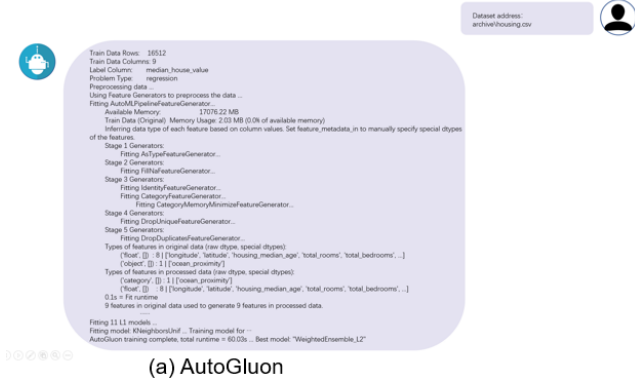 Dataset address:
archive\housing.csv
Train Data Rows: 16512
Train Data Columns: 9
Label Column: median_house_value
Problem Type: regression
Preprocessing data ...
Using Feature Generators to preprocess the data ...
Fitting AutoMLPipelineFeatureGenerator...
Available Memory: 17076.22 MB
Train Data (Original) Memory Usage: 2.03 MB (0.0% of available memory)
Inferring data type of each feature based on column values. Set feature_metadata_in to manually specify special dtypes
of the features.
Stage 1 Generators:
Fitting AsTypeFeatureGenerator...
Stage 2 Generators:
Fitting FillNaFeatureGenerator...
Stage 3 Generators:
Fitting IdentityFeatureGenerator...
Fitting CategoryFeatureGenerator...
Fitting CategoryMemoryMinimizeFeatureGenerator...
Stage 4 Generators:
Fitting DropUniqueFeatureGenerator...
Stage 5 Generators:
Fitting DropDuplicatesFeatureGenerator...
Types of features in original data (raw dtype, special dtypes):
('float', []) : 8 | ['longitude', 'latitude', 'housing_median_age', 'total_rooms', 'total_bedrooms', ...]
('object', []) : 1 | ['ocean_proximity']
Types of features in processed data (raw dtype, special dtypes):
('category', []) : 1 | ['ocean_proximity']
('float', []) : 8 | ['longitude', 'latitude', 'housing_median_age', 'total_rooms', 'total_bedrooms', ...]
0.1s = Fit runtime
9 features in original data used to generate 9 features in processed data.
......
Fitting 11 L1 models ...
Fitting model: KNeighborsUnif ... Training model for ...
AutoGluon training complete, total runtime = 60.03s ... Best model: "WeightedEnsemble_L2"
(a) AutoGluon